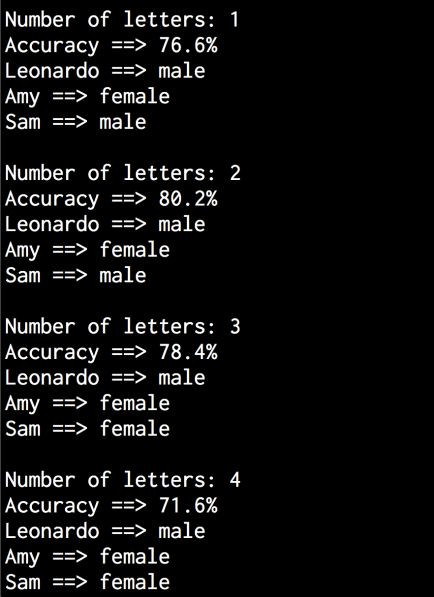 Number of letters: 1
Accuracy ==> 76.6%
Leonardo ==> male
Amy ==> female
Sam ==> male
Number of letters: 2
Accuracy ==> 80.2%
Leonardo ==> male
Amy ==> female
Sam ==> male
Number of letters: 3
Accuracy ==> 78.4%
Leonardo ==> male
Amy ==> female
Sam ==> female
Number of letters: 4
Accuracy ==> 71.6%
Leonardo ==> male
Amy ==> female
Sam ==> female